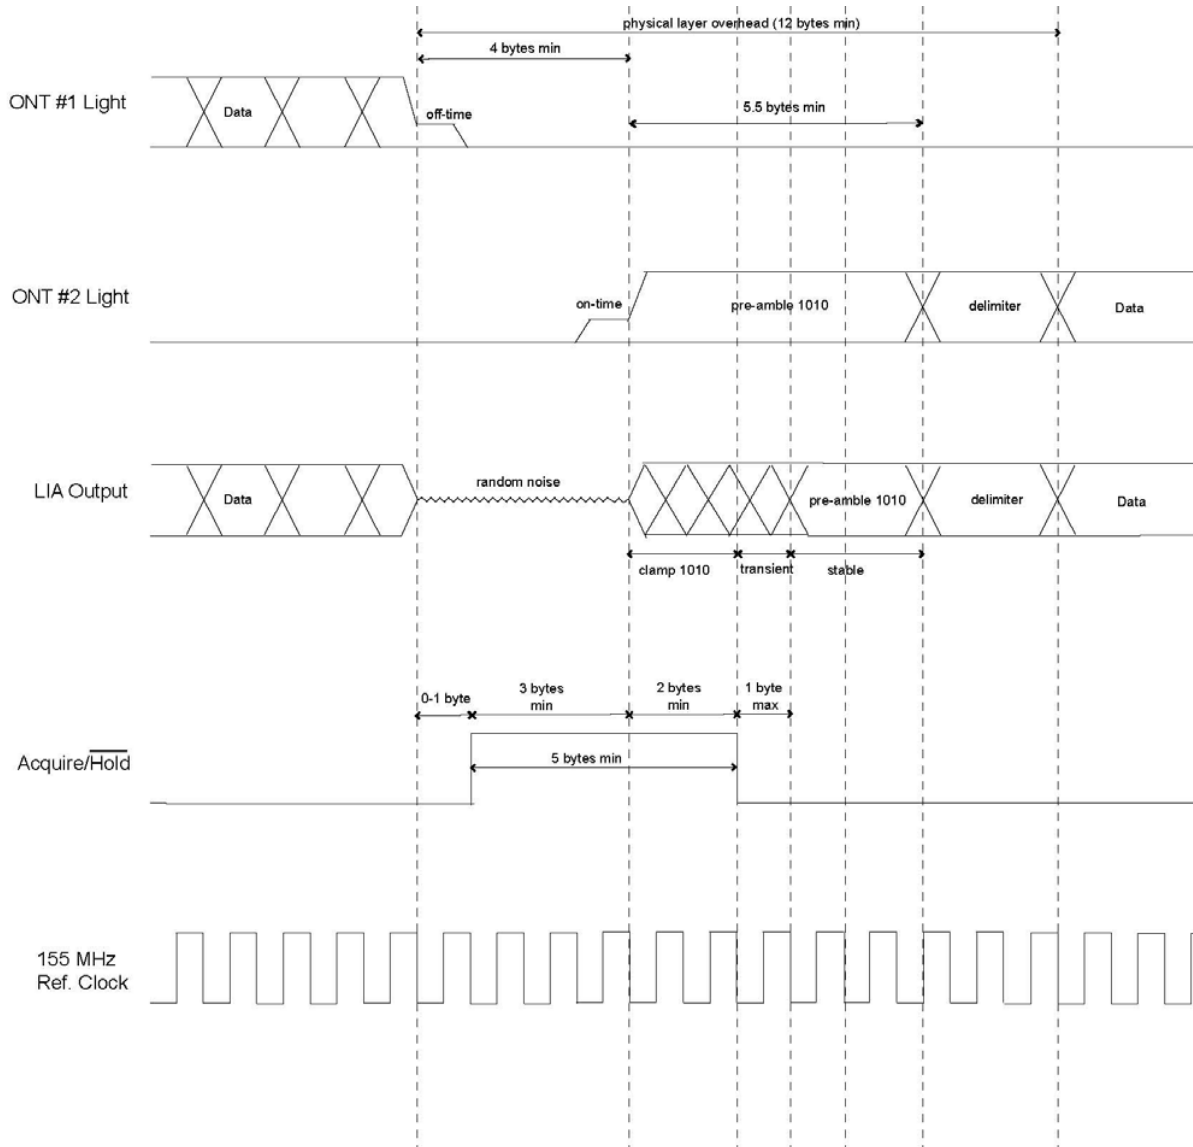 physical layer overhead (12 bytes min)
4 bytes min
ONT #1 Light
Data
off-time
5.5 bytes min
ONT #2 Light
on-time
pre-amble 1010
delimiter
Data
LIA Output
Data
random noise
pre-amble 1010
delimiter
Data
clamp 1010
transient
stable
0-1 byte
3 bytes
min
2 bytes
min
1 byte
max
Acquire/Hold
5 bytes min
155 MHz
Ref. Clock